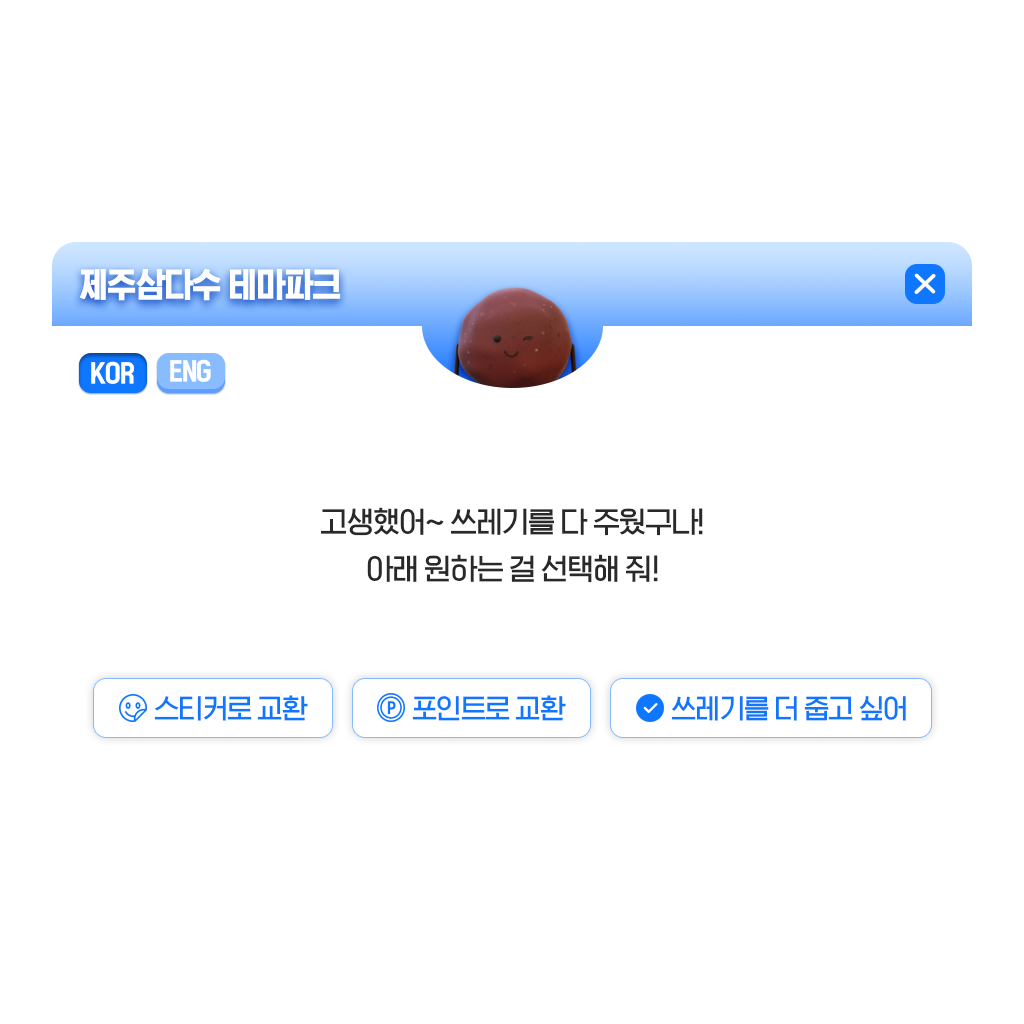 제주삼다수 테마파크
KOR ENG
고생했어~ 쓰레기를 다 주웠구나!
아래 원하는 걸 선택해 줘!
스티커로 교환
P 포인트로 교환
쓰레기를 더 줍고 싶어